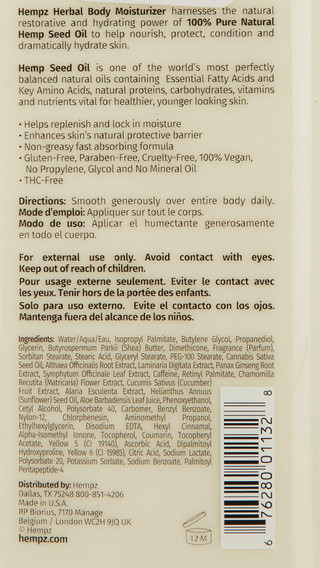 Hempz Herbal Body Moisturizer harnesses the natural
restorative and hydrating power of 100% Pure Natural
Hemp Seed Oil to help nourish, protect, condition and
dramatically hydrate skin.
Hemp Seed Oil is one of the world's most perfectly
balanced natural oils containing Essential Fatty Acids and
Key Amino Acids, natural proteins, carbohydrates, vitamins
and nutrients vital for healthier, younger looking skin.
• Helps replenish and lock in moisture
• Enhances skin's natural protective barrier
• Non-greasy fast absorbing formula
• Gluten-Free, Paraben-Free, Cruelty-Free, 100% Vegan,
No Propylene, Glycol and No Mineral Oil
• THC-Free
Directions: Smooth generously over entire body daily.
Mode d'emploi: Appliquer sur tout le corps.
Modo de uso: Aplicar el humectante generosamente
en todo el cuerpo.
For external use only. Avoid contact with eyes.
Keep out of reach of children.
Pour usage externe seulement. Eviter le contact avec
les yeux. Tenir hors de la portée des enfants.
Solo para uso externo. Evite el contacto con los ojos.
Mantenga fuera del alcance de los niños.
Ingredients: Water/Aqua/Eau, Isopropyl Palmitate, Butylene Glycol, Propanediol,
Glycerin, Butyrospermum Parkii (Shea) Butter, Dimethicone, Fragrance (Parfum),
Sorbitan Stearate, Stearic Acid, Glyceryl Stearate, PEG-100 Stearate, Cannabis Sativa
Seed Oil, Althaea Officinalis Root Extract, Laminaria Digitata Extract, Panax Ginseng Root
Extract, Symphytum Officinale Leaf Extract, Caffeine, Retinyl Palmitate, Chamomilla
Recutita (Matricaria) Flower Extract, Cucumis Sativus (Cucumber)
Fruit Extract, Alaria Esculenta Extract, Helianthus Annuus
(Sunflower) Seed Oil, Aloe Barbadensis Leaf Juice, Phenoxyethanol,
Cetyl Alcohol, Polysorbate 40, Carbomer, Benzyl Benzoate,
Nylon-12, Chlorphenesin, Aminomethyl Propanol,
Ethylhexylglycerin, Disodium EDTA, Hexyl Cinnamal,
Alpha-Isomethyl Ionone, Tocopherol, Coumarin, Tocopheryl
Acetate, Yellow 5 (CI 19140), Ascorbic Acid, Dipalmitoyl
Hydroxyproline, Yellow 6 (CI 15985), Citric Acid, Sodium Lactate,
Polysorbate 20, Potassium Sorbate, Sodium Benzoate, Palmitoyl
Pentapeptide-4
Distributed by: Hempz
Dallas, TX 75248 800-851-4206
Made in U.S.A.
RP Biorius, 7170 Manage
Belgium / London WC2H 9JQ UK
© Hempz
hempz.com
12 M
6 76280 01132 8